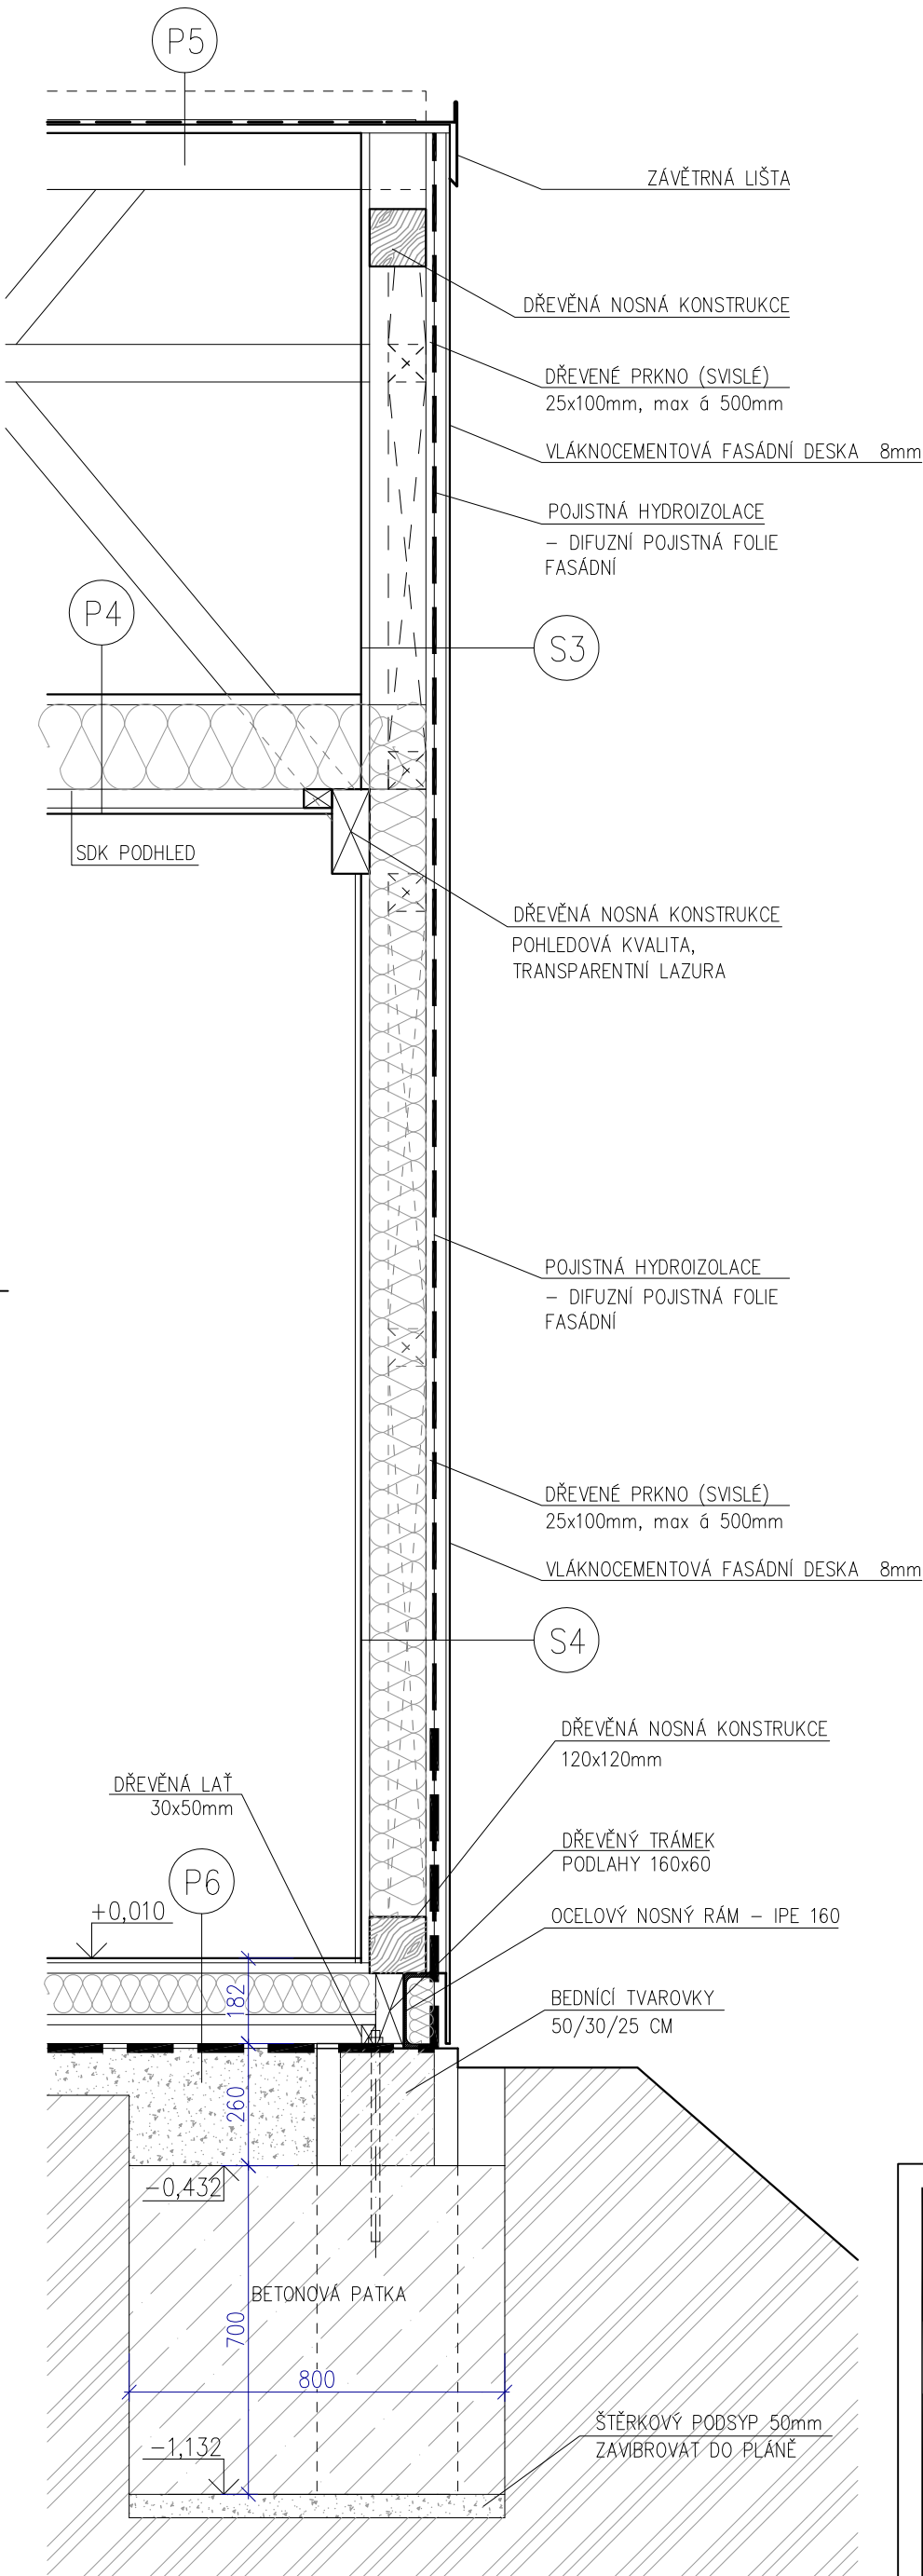 P5
ZÁVĚTRNÁ LIŠTA
DŘEVĚNÁ NOSNÁ KONSTRUKCE
DŘEVENÉ PRKNO (SVISLÉ)
25x100mm, max á 500mm
VLÁKNOCEMENTOVÁ FASÁDNÍ DESKA 8mm
POJISTNÁ HYDROIZOLACE
– DIFUZNÍ POJISTNÁ FOLIE
FASÁDNÍ
P4
S3
SDK PODHLED
DŘEVĚNÁ NOSNÁ KONSTRUKCE
POHLEDOVÁ KVALITA,
TRANSPARENTNÍ LAZURA
POJISTNÁ HYDROIZOLACE
– DIFUZNÍ POJISTNÁ FOLIE
FASÁDNÍ
DŘEVENÉ PRKNO (SVISLÉ)
25x100mm, max á 500mm
VLÁKNOCEMENTOVÁ FASÁDNÍ DESKA 8mm
S4
DŘEVĚNÁ NOSNÁ KONSTRUKCE
120x120mm
DŘEVĚNÁ LAŤ
30x50mm
DŘEVĚNÝ TRÁMEK
PODLAHY 160x60
P6
+0,010
OCELOVÝ NOSNÝ RÁM – IPE 160
182
BEDNÍCÍ TVAROVKY
50/30/25 CM
260
-0,432
BETONOVÁ PATKA
700
800
ŠTĚRKOVÝ PODSYP 50mm
ZAVIBROVAT DO PLÁNĚ
-1,132